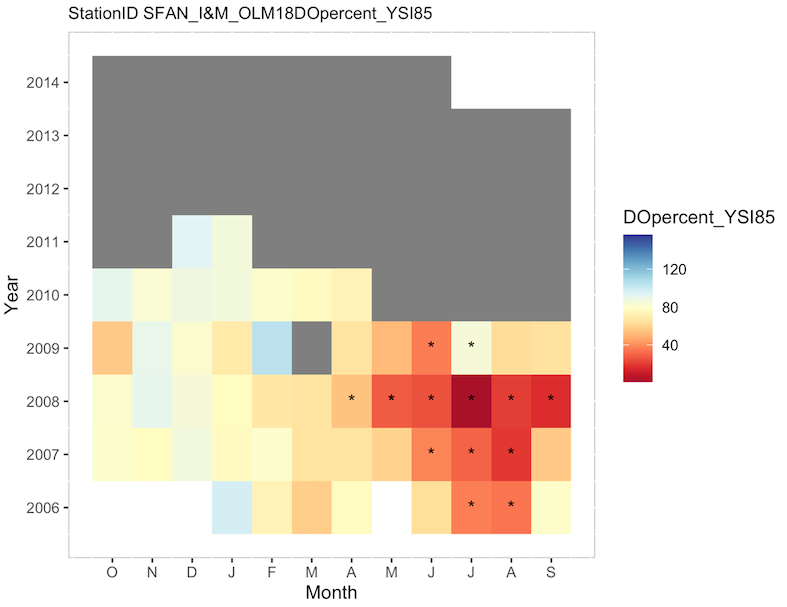 StationID SFAN_I&M_OLM18DOpercent_YSI85
Year
2014
2013
2012
2011
2010
2009
* *
2008
* * * * * *
2007
* * *
2006
* *
O N D J F M A M J J A S
Month
DOpercent_YSI85
120
80
40